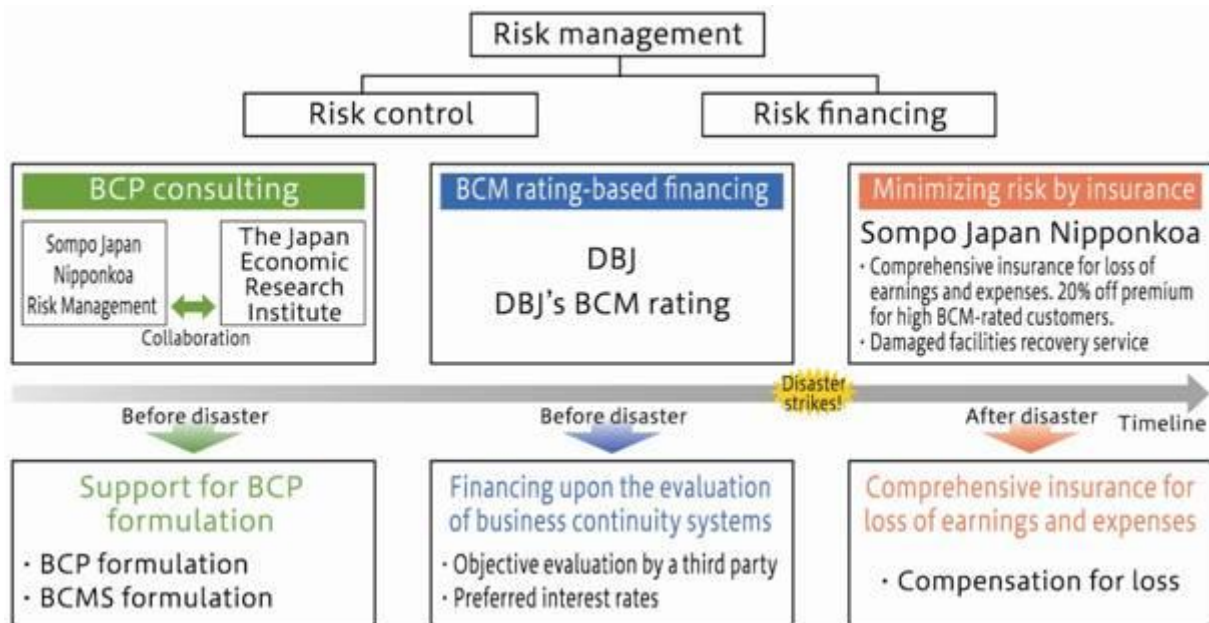 Risk management
Risk control
Risk financing
BCP consulting
Sompo Japan
Nipponkoa
Risk Management
The Japan
Economic
Research
Institute
Collaboration
BCM rating-based financing
DBJ
DBJ's BCM rating
Minimizing risk by insurance
Sompo Japan Nipponkoa
· Comprehensive insurance for loss of
earnings and expenses. 20% off premium
for high BCM-rated customers.
· Damaged facilities recovery service
Disaster
strikes!
Before disaster
Before disaster
After disaster
Timeline
Support for BCP
formulation
· BCP formulation
· BCMS formulation
Financing upon the evaluation
of business continuity systems
· Objective evaluation by a third party
· Preferred interest rates
Comprehensive insurance for
loss of earnings and expenses
· Compensation for loss